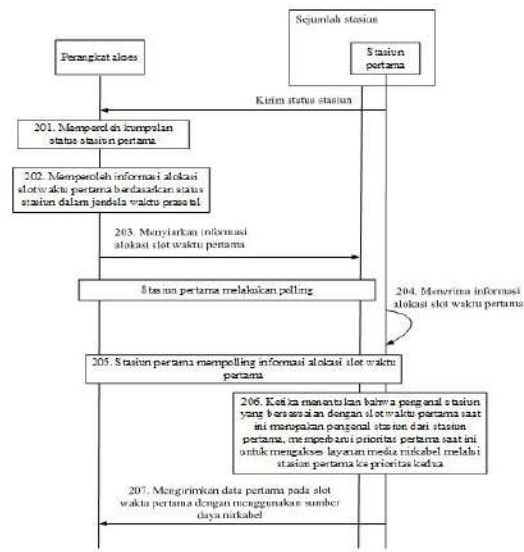 Sejumlah stasiun
Perangkat akses
Stasiun
pertama
Kirim status stasiun
201. Memperoleh kumpulan
status stasiun pertama
202. Memperoleh informasi alokasi
slot waktu pertama berdasarkan status
stasiun dalam jendela waktu prasetel
203. Menyiarkan informasi
alokasi slot waktu pertama
Stasiun pertama melakukan polling
204. Menerima informasi
alokasi slot waktu pertama
205. Stasiun pertama mempolling informasi alokasi slot waktu
pertama
206. Ketika menentukan bahwa pengenal stasiun
yang bersesuaian dengan slot waktu pertama saat
ini merupakan pengenal stasiun dari stasiun
pertama, memperbarui prioritas pertama saat ini
untuk mengakses layanan media nirkabel melalui
stasiun pertama ke prioritas kedua
207. Mengirimkan data pertama pada slot
waktu pertama dengan menggunakan sumber
daya nirkabel